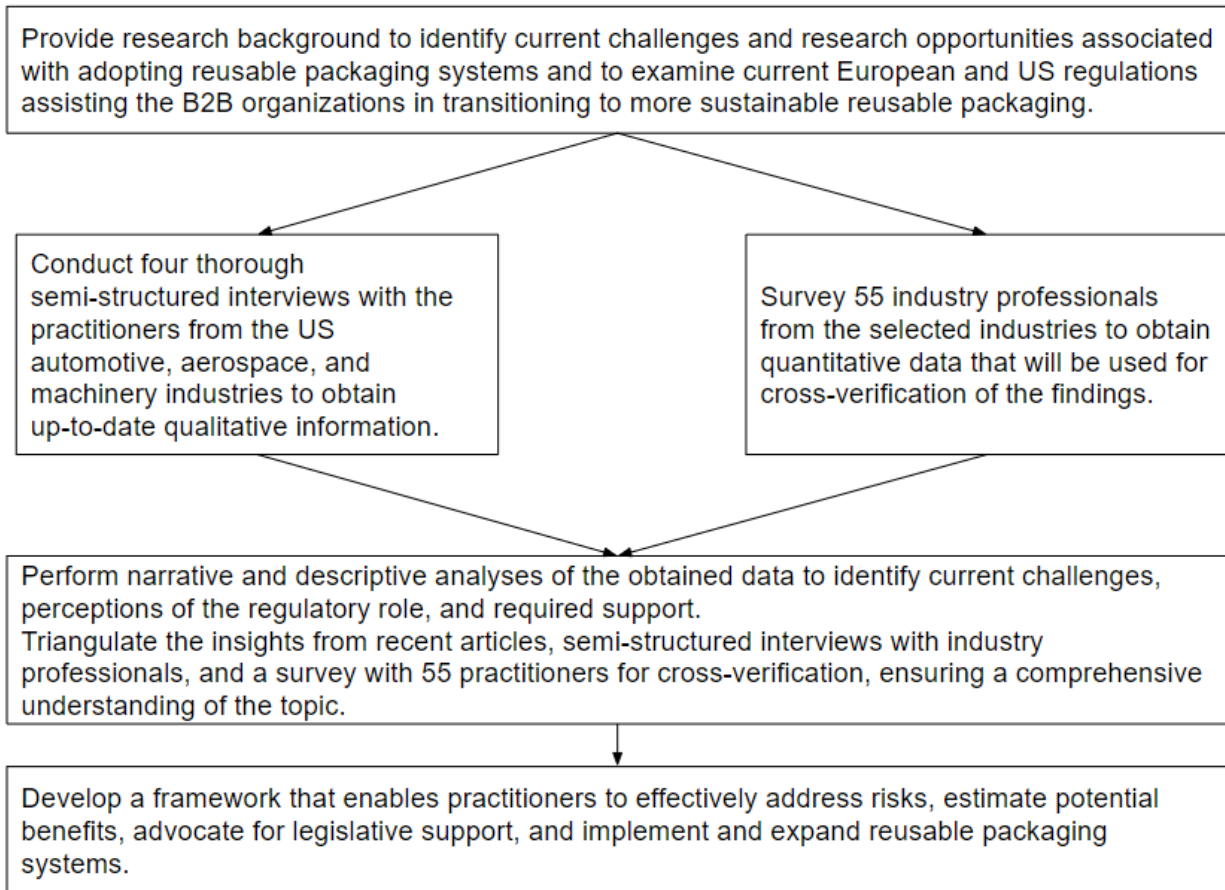 Provide research background to identify current challenges and research opportunities associated
with adopting reusable packaging systems and to examine current European and US regulations
assisting the B2B organizations in transitioning to more sustainable reusable packaging.
Conduct four thorough
semi-structured interviews with the
practitioners from the US
automotive, aerospace, and
machinery industries to obtain
up-to-date qualitative information.
Survey 55 industry professionals
from the selected industries to obtain
quantitative data that will be used for
cross-verification of the findings.
Perform narrative and descriptive analyses of the obtained data to identify current challenges,
perceptions of the regulatory role, and required support.
Triangulate the insights from recent articles, semi-structured interviews with industry
professionals, and a survey with 55 practitioners for cross-verification, ensuring a comprehensive
understanding of the topic.
Develop a framework that enables practitioners to effectively address risks, estimate potential
benefits, advocate for legislative support, and implement and expand reusable packaging
systems.